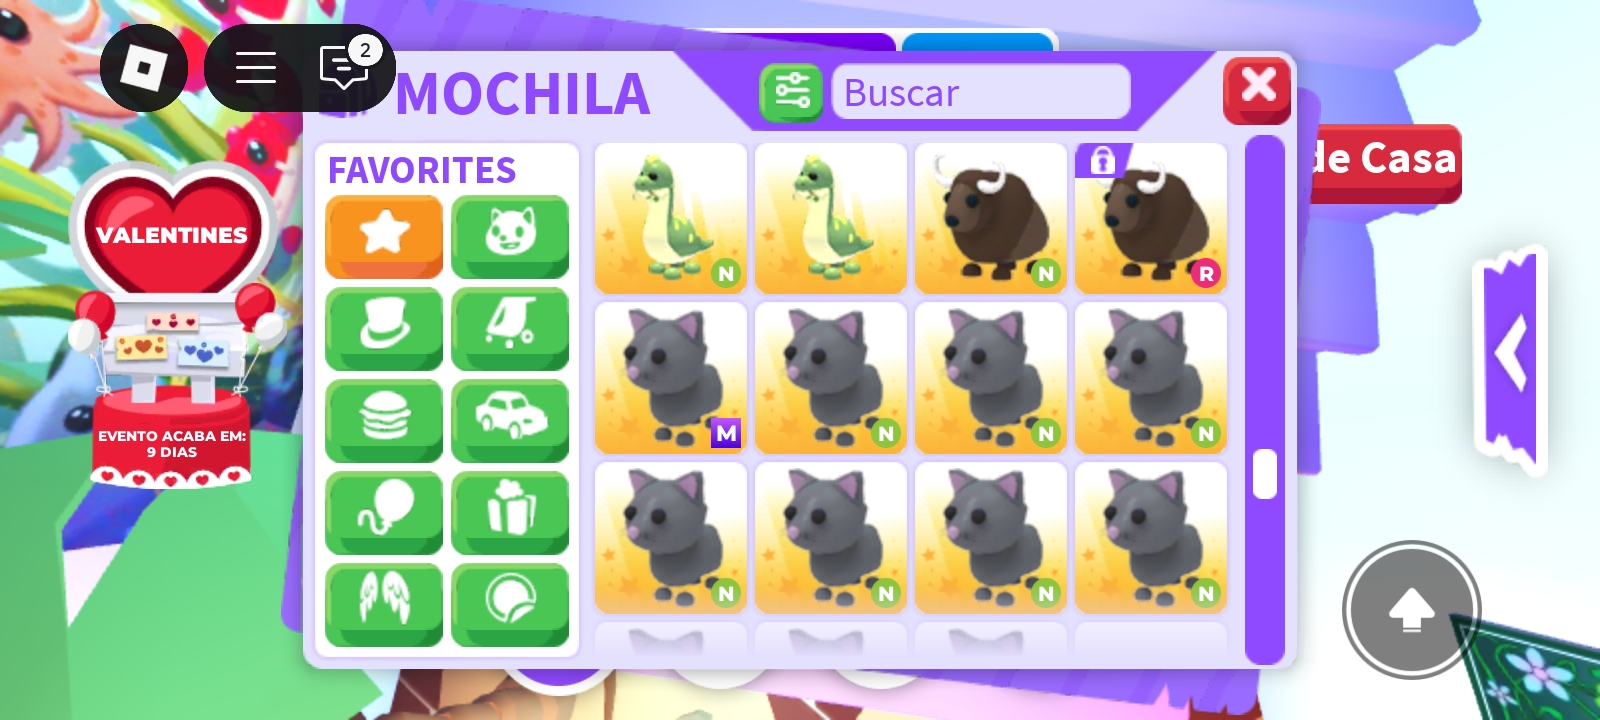 2
MOCHILA
Buscar
FAVORITES
de Casa
VALENTINES
EVENTO ACABA EM:
9 DIAS
N
N
R
M
N
N
N
N
N
N
N